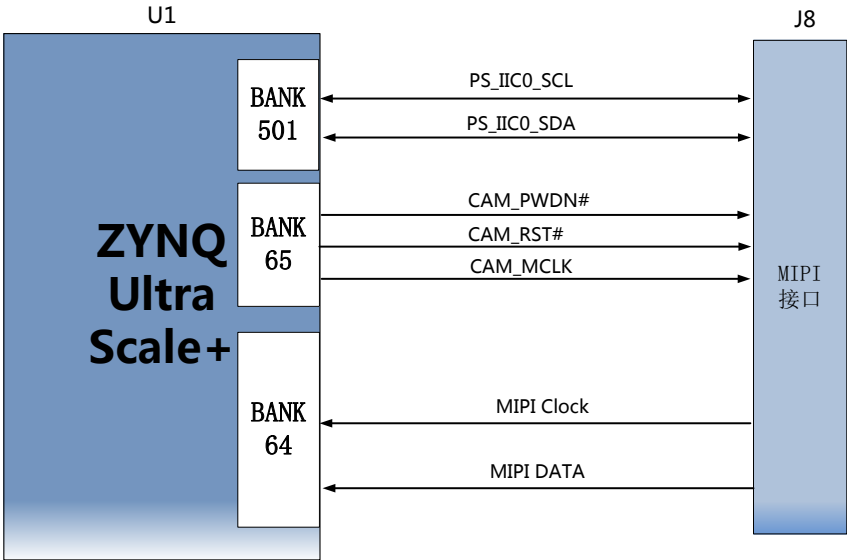 U1
J8
BANK
501
PS_IIC0_SCL
PS_IIC0_SDA
BANK
65
CAM_PWDN#
CAM_RST#
CAM_MCLK
ZYNQ
Ultra
Scale+
MIPI
接口
BANK
64
MIPI Clock
MIPI DATA